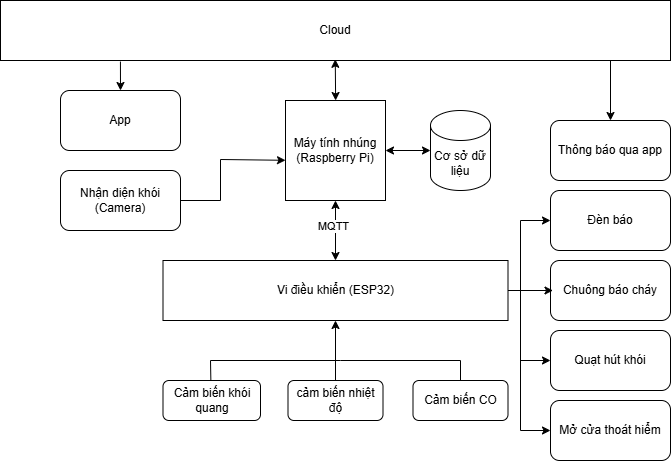 Cloud
App
Máy tính nhúng
(Raspberry Pi)
Cơ sở dữ
liệu
Thông báo qua app
Nhận diện khói
(Camera)
Đèn báo
MQTT
Vi điều khiển (ESP32)
Chuông báo cháy
Quạt hút khói
Cảm biến khói
quang
cảm biến nhiệt
độ
Cảm biến CO
Mở cửa thoát hiểm